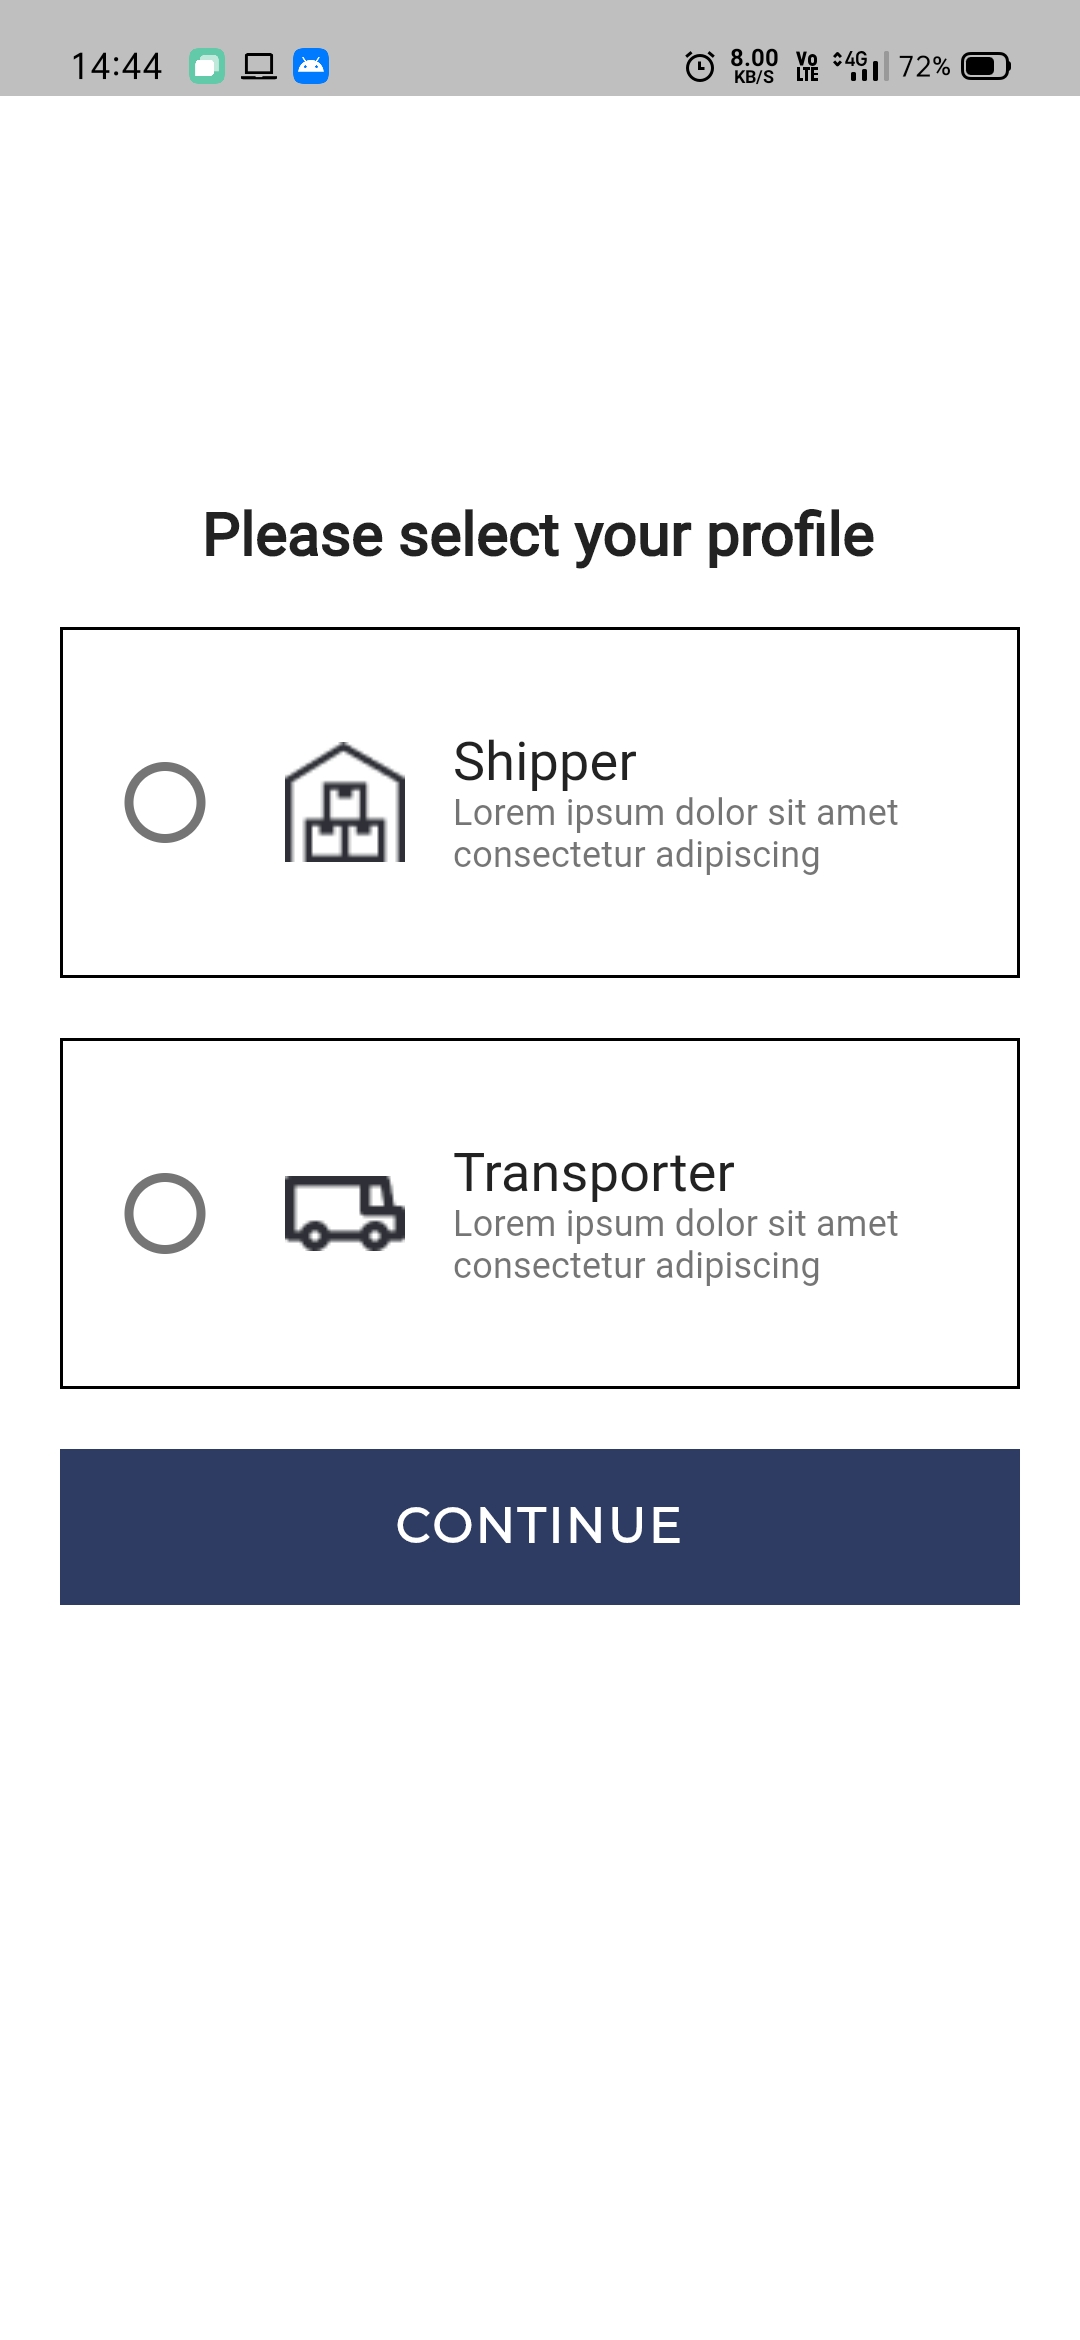 14:44 8.00 KB/S Vo LTE 4G 72%
Please select your profile
Shipper
Lorem ipsum dolor sit amet
consectetur adipiscing
Transporter
Lorem ipsum dolor sit amet
consectetur adipiscing
CONTINUE